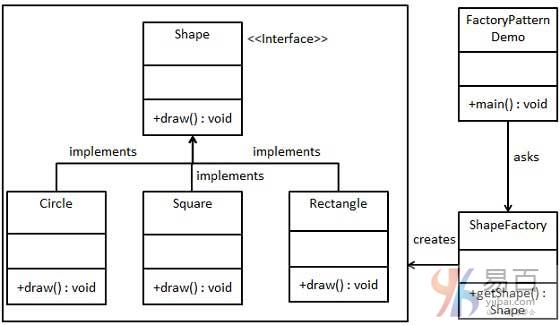 Shape
<<Interface>>
+draw() : void
FactoryPattern
Demo
+main() : void
implements
implements
implements
asks
Circle
Square
Rectangle
ShapeFactory
+draw() : void
+draw() : void
+draw() : void
creates
+getShape() :
Shape
易百
yiibai.com